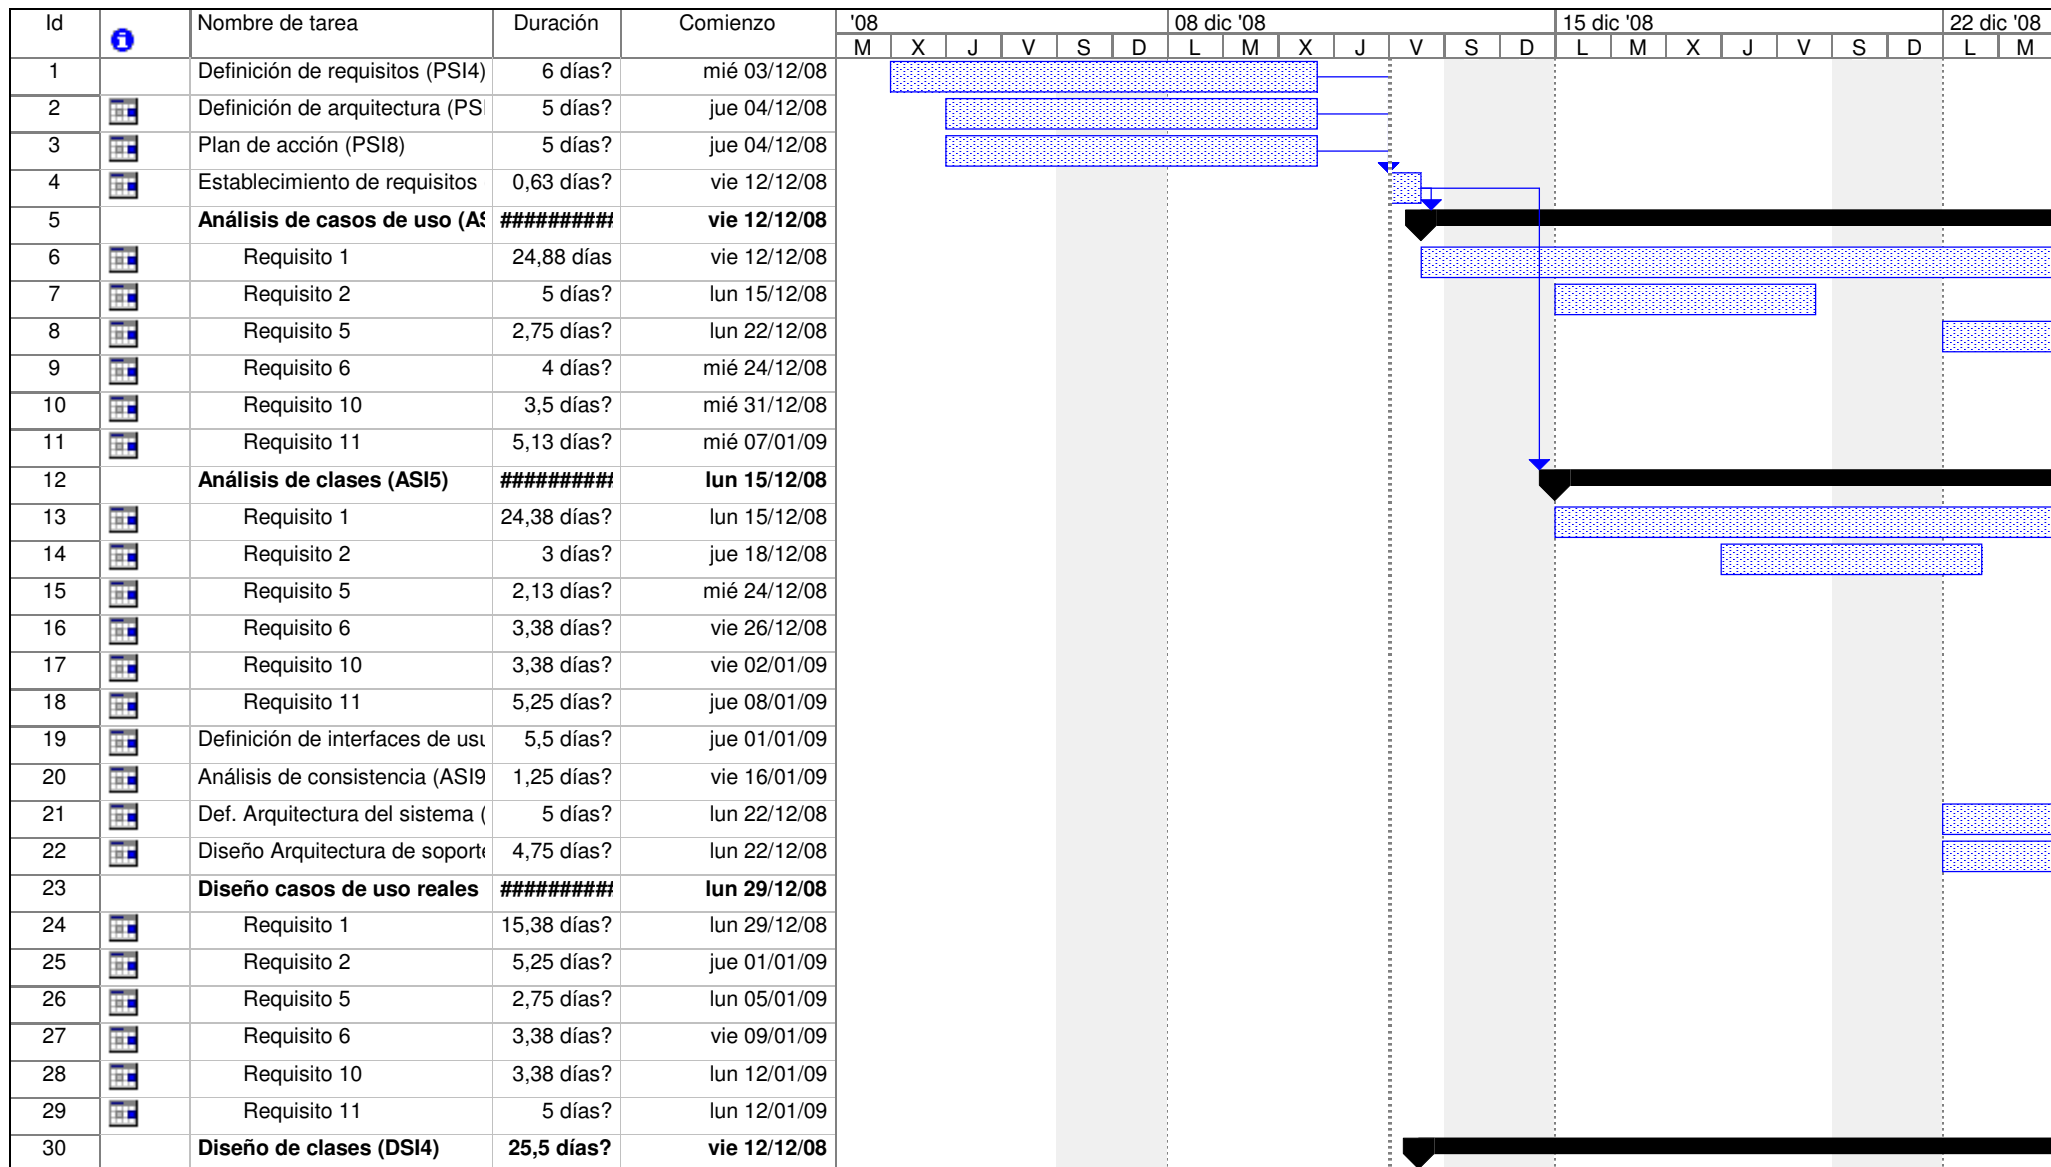 Id Nombre de tarea Duración Comienzo '08 08 dic '08 15 dic '08 22 dic '08
M X J V S D L M X J V S D L M X J V S D L M
1 Definición de requisitos (PSI4) 6 días? mié 03/12/08
2 Definición de arquitectura (PSI 5 días? jue 04/12/08
3 Plan de acción (PSI8) 5 días? jue 04/12/08
4 Establecimiento de requisitos 0,63 días? vie 12/12/08
5 Análisis de casos de uso (AS ########## vie 12/12/08
6 Requisito 1 24,88 días vie 12/12/08
7 Requisito 2 5 días? lun 15/12/08
8 Requisito 5 2,75 días? lun 22/12/08
9 Requisito 6 4 días? mié 24/12/08
10 Requisito 10 3,5 días? mié 31/12/08
11 Requisito 11 5,13 días? mié 07/01/09
12 Análisis de clases (ASI5) ########## lun 15/12/08
13 Requisito 1 24,38 días? lun 15/12/08
14 Requisito 2 3 días? jue 18/12/08
15 Requisito 5 2,13 días? mié 24/12/08
16 Requisito 6 3,38 días? vie 26/12/08
17 Requisito 10 3,38 días? vie 02/01/09
18 Requisito 11 5,25 días? jue 08/01/09
19 Definición de interfaces de usu 5,5 días? jue 01/01/09
20 Análisis de consistencia (ASI9 1,25 días? vie 16/01/09
21 Def. Arquitectura del sistema ( 5 días? lun 22/12/08
22 Diseño Arquitectura de soporte 4,75 días? lun 22/12/08
23 Diseño casos de uso reales ########## lun 29/12/08
24 Requisito 1 15,38 días? lun 29/12/08
25 Requisito 2 5,25 días? jue 01/01/09
26 Requisito 5 2,75 días? lun 05/01/09
27 Requisito 6 3,38 días? vie 09/01/09
28 Requisito 10 3,38 días? lun 12/01/09
29 Requisito 11 5 días? lun 12/01/09
30 Diseño de clases (DSI4) 25,5 días? vie 12/12/08